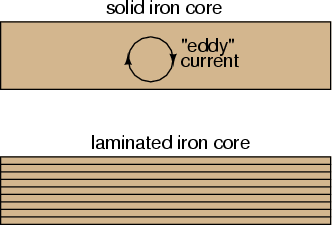 solid iron core
"eddy"
current
laminated iron core